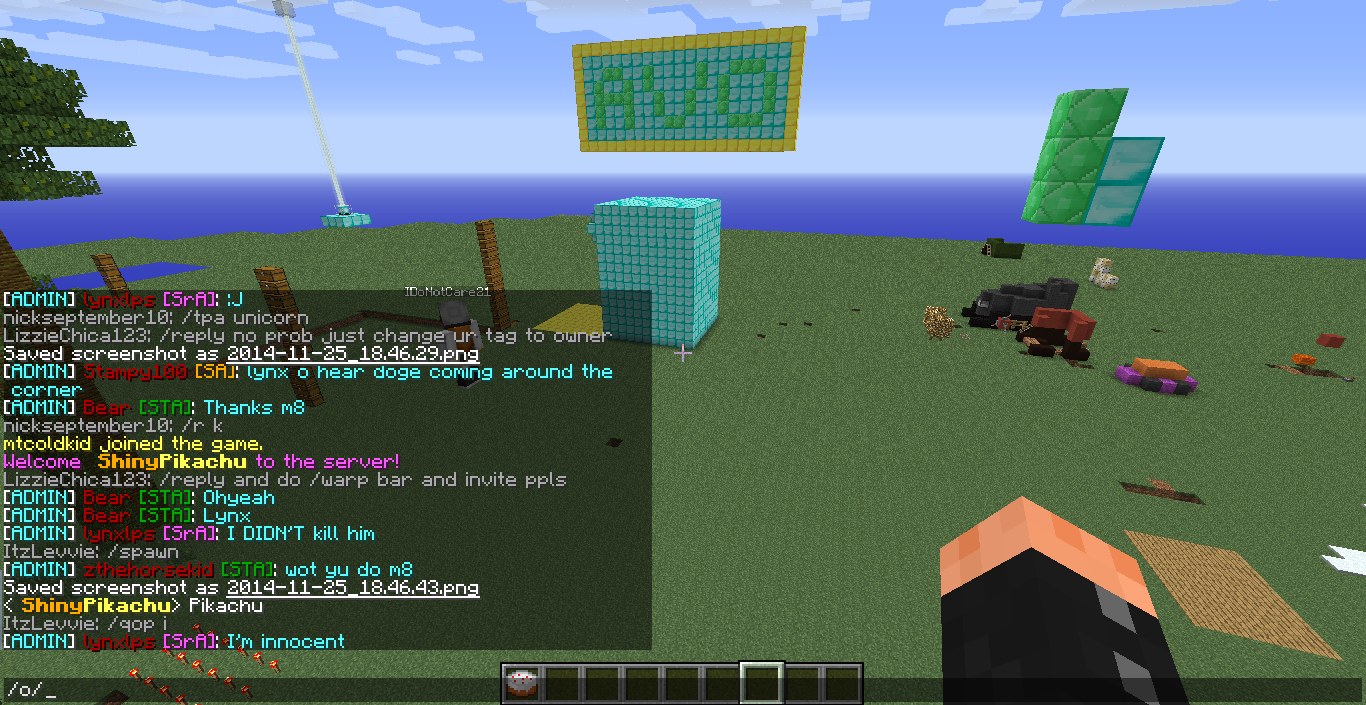 AVO
IDoNotCare21
[ADMIN] lynxlps [SrA]: :J
nickseptember10: /tpa unicorn
LizzieChica123: /reply no prob just change ur tag to owner
Saved screenshot as 2014-11-25_18.46.29.png
[ADMIN] Stampy100 [SA]: lynx o hear doge coming around the
corner
[ADMIN] Bear [STA]: Thanks m8
nickseptember10: /r k
mtcoldkid joined the game.
Welcome ShinyPikachu to the server!
LizzieChica123: /reply and do /warp bar and invite ppls
[ADMIN] Bear [STA]: Ohyeah
[ADMIN] Bear [STA]: Lynx
[ADMIN] lynxlps [SrA]: I DIDN'T kill him
ItzLevvie: /spawn
[ADMIN] zthehorsekid [STA]: wot yu do m8
Saved screenshot as 2014-11-25_18.46.43.png
< ShinyPikachu> Pikachu
ItzLevvie: /qop i
[ADMIN] lynxlps [SrA]: I'm innocent
/o/_